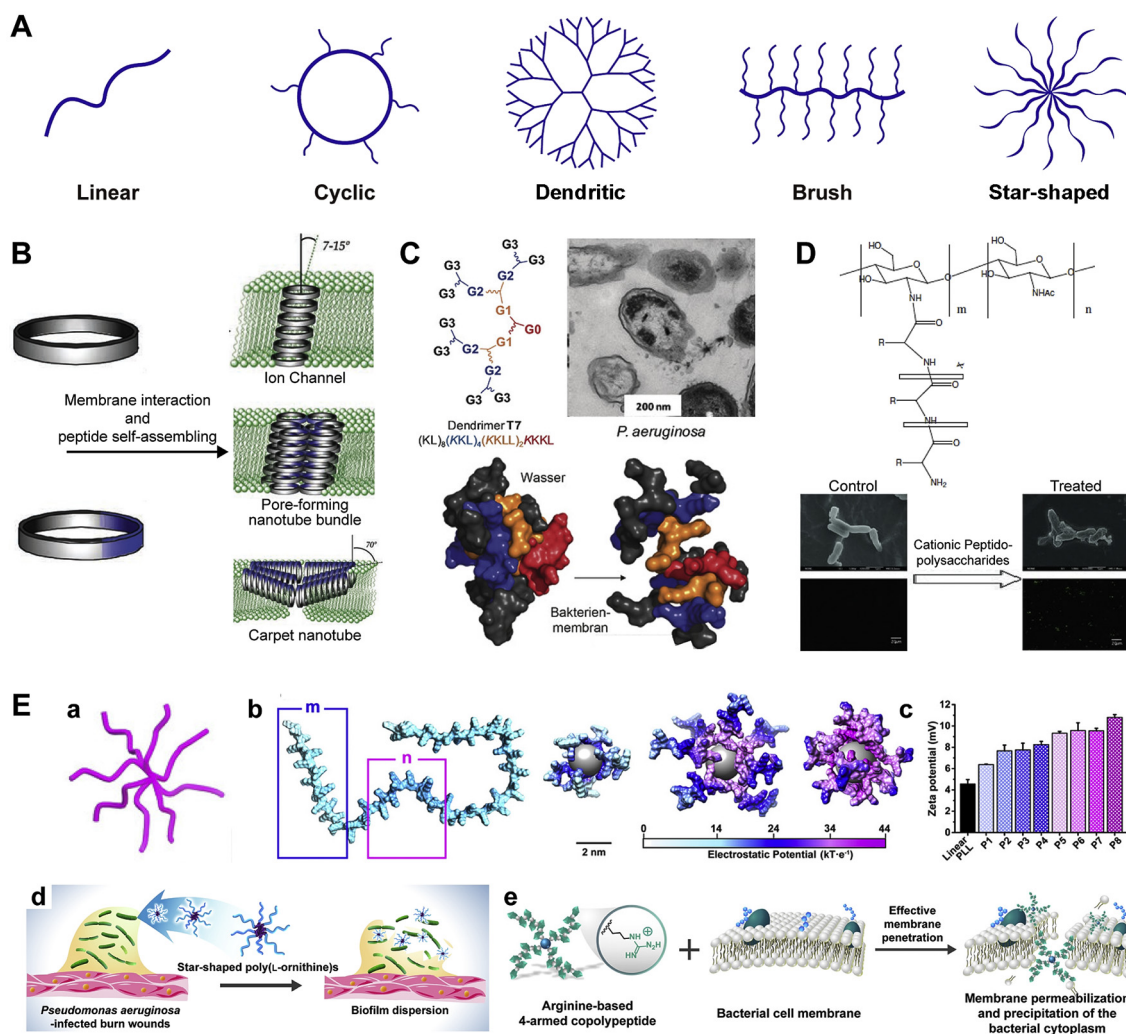 A
Linear
Cyclic
Dendritic
Brush
Star-shaped
B
Membrane interaction
and
peptide self-assembling
7-15º
Ion Channel
Pore-forming
nanotube bundle
70º
Carpet nanotube
C
G3
G3
G2
G3
G3
G2
G1
G0
G3
G2
G1
G3
G2
G3
G3
Dendrimer T7
(KL)8(KKL)4(KKLL)2KKKL
200 nm
P. aeruginosa
Wasser
Bakterien-
membran
D
HO
O
HO
O
NH
m
HO
O
HO
O
NHAc
n
O
R
NH
x
O
R
NH
O
R
NH2
Control
Treated
Cationic Peptido-
polysaccharides
E
a
b
m
n
2 nm
0 14 24 34 44
Electrostatic Potential (kT·e-1)
c
Zeta potential (mV)
12
10
8
6
4
2
0
Linear
PLL
P1
P2
P3
P4
P5
P6
P7
P8
d
Star-shaped poly(L-ornithine)s
Pseudomonas aeruginosa
-infected burn wounds
Biofilm dispersion
e
H
N
NH2
NH2
+
Arginine-based
4-armed copolypeptide
Bacterial cell membrane
Effective
membrane
penetration
Membrane permeabilization
and precipitation of the
bacterial cytoplasm